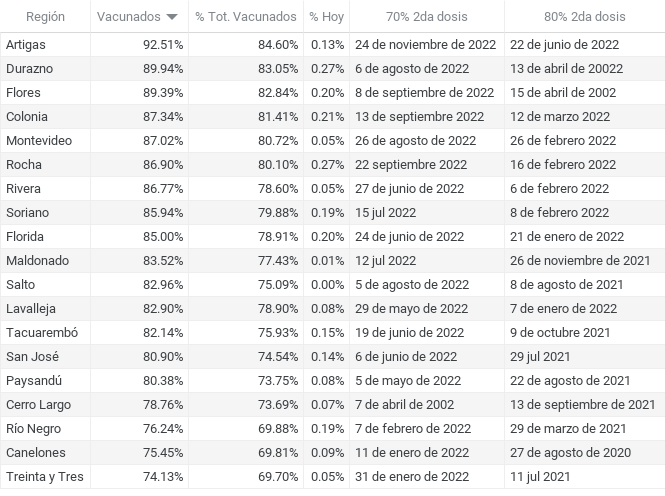 Región Vacunados % Tot. Vacunados % Hoy 70% 2da dosis 80% 2da dosis
Artigas 92.51% 84.60% 0.13% 24 de noviembre de 2022 22 de junio de 2022
Durazno 89.94% 83.05% 0.27% 6 de agosto de 2022 13 de abril de 20022
Flores 89.39% 82.84% 0.20% 8 de septiembre de 2022 15 de abril de 2002
Colonia 87.34% 81.41% 0.21% 13 de septiembre 2022 12 de marzo 2022
Montevideo 87.02% 80.72% 0.05% 26 de agosto de 2022 26 de febrero 2022
Rocha 86.90% 80.10% 0.27% 22 septiembre 2022 16 de febrero 2022
Rivera 86.77% 78.60% 0.05% 27 de junio de 2022 6 de febrero 2022
Soriano 85.94% 79.88% 0.19% 15 jul 2022 8 de febrero 2022
Florida 85.00% 78.91% 0.20% 24 de junio de 2022 21 de enero de 2022
Maldonado 83.52% 77.43% 0.01% 12 jul 2022 26 de noviembre de 2021
Salto 82.96% 75.09% 0.00% 5 de agosto de 2022 8 de agosto de 2021
Lavalleja 82.90% 78.90% 0.08% 29 de mayo de 2022 7 de enero de 2022
Tacuarembó 82.14% 75.93% 0.15% 19 de junio de 2022 9 de octubre 2021
San José 80.90% 74.54% 0.14% 6 de junio de 2022 29 jul 2021
Paysandú 80.38% 73.75% 0.08% 5 de mayo de 2022 22 de agosto de 2021
Cerro Largo 78.76% 73.69% 0.07% 7 de abril de 2002 13 de septiembre de 2021
Río Negro 76.24% 69.88% 0.19% 7 de febrero de 2022 29 de marzo de 2021
Canelones 75.45% 69.81% 0.09% 11 de enero de 2022 27 de agosto de 2020
Treinta y Tres 74.13% 69.70% 0.05% 31 de enero de 2022 11 jul 2021